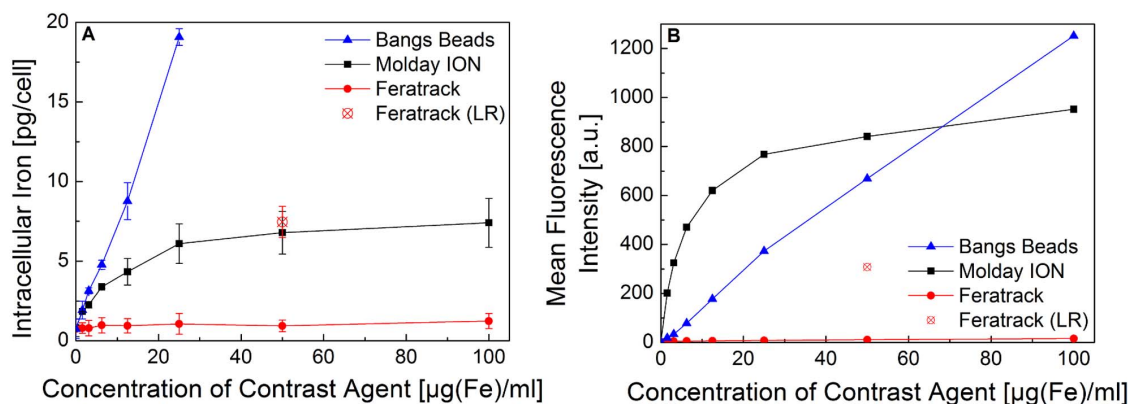 A
Bangs Beads
Molday ION
Feratrack
Feratrack (LR)
Intracellular Iron [pg/cell]
20
15
10
5
0
0 20 40 60 80 100
Concentration of Contrast Agent [µg(Fe)/ml]
B
Mean Fluorescence
Intensity [a.u.]
1200
1000
800
600
400
200
0
Bangs Beads
Molday ION
Feratrack
Feratrack (LR)
0 20 40 60 80 100
Concentration of Contrast Agent [µg(Fe)/ml]